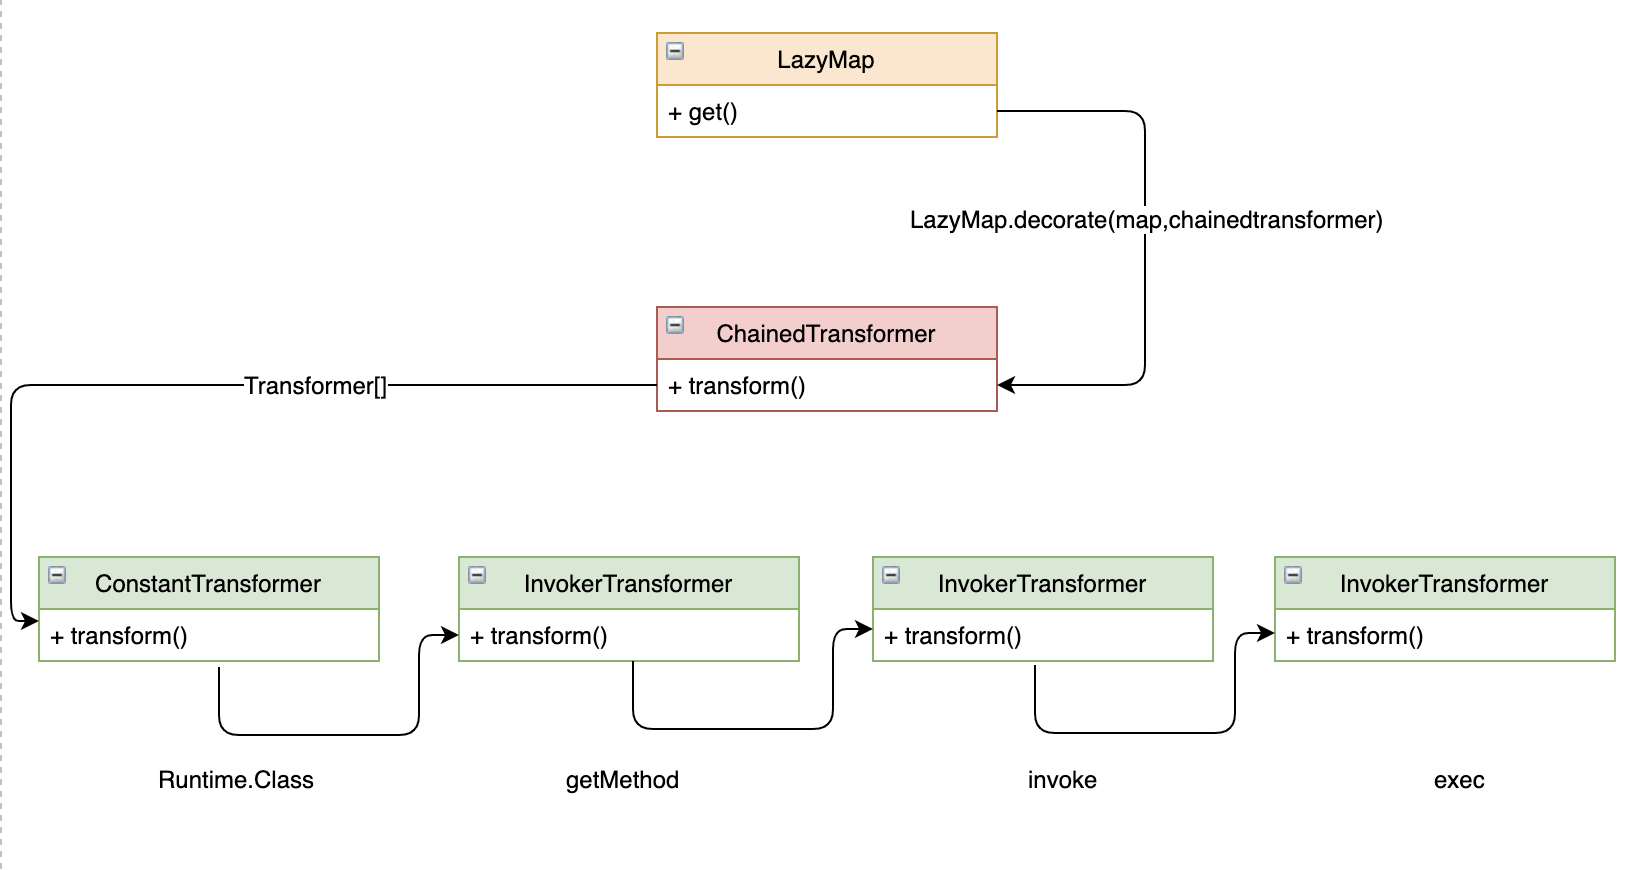 LazyMap
+ get()
LazyMap.decorate(map,chainedtransformer)
ChainedTransformer
+ transform()
Transformer[]
ConstantTransformer
+ transform()
InvokerTransformer
+ transform()
InvokerTransformer
+ transform()
InvokerTransformer
+ transform()
Runtime.Class
getMethod
invoke
exec